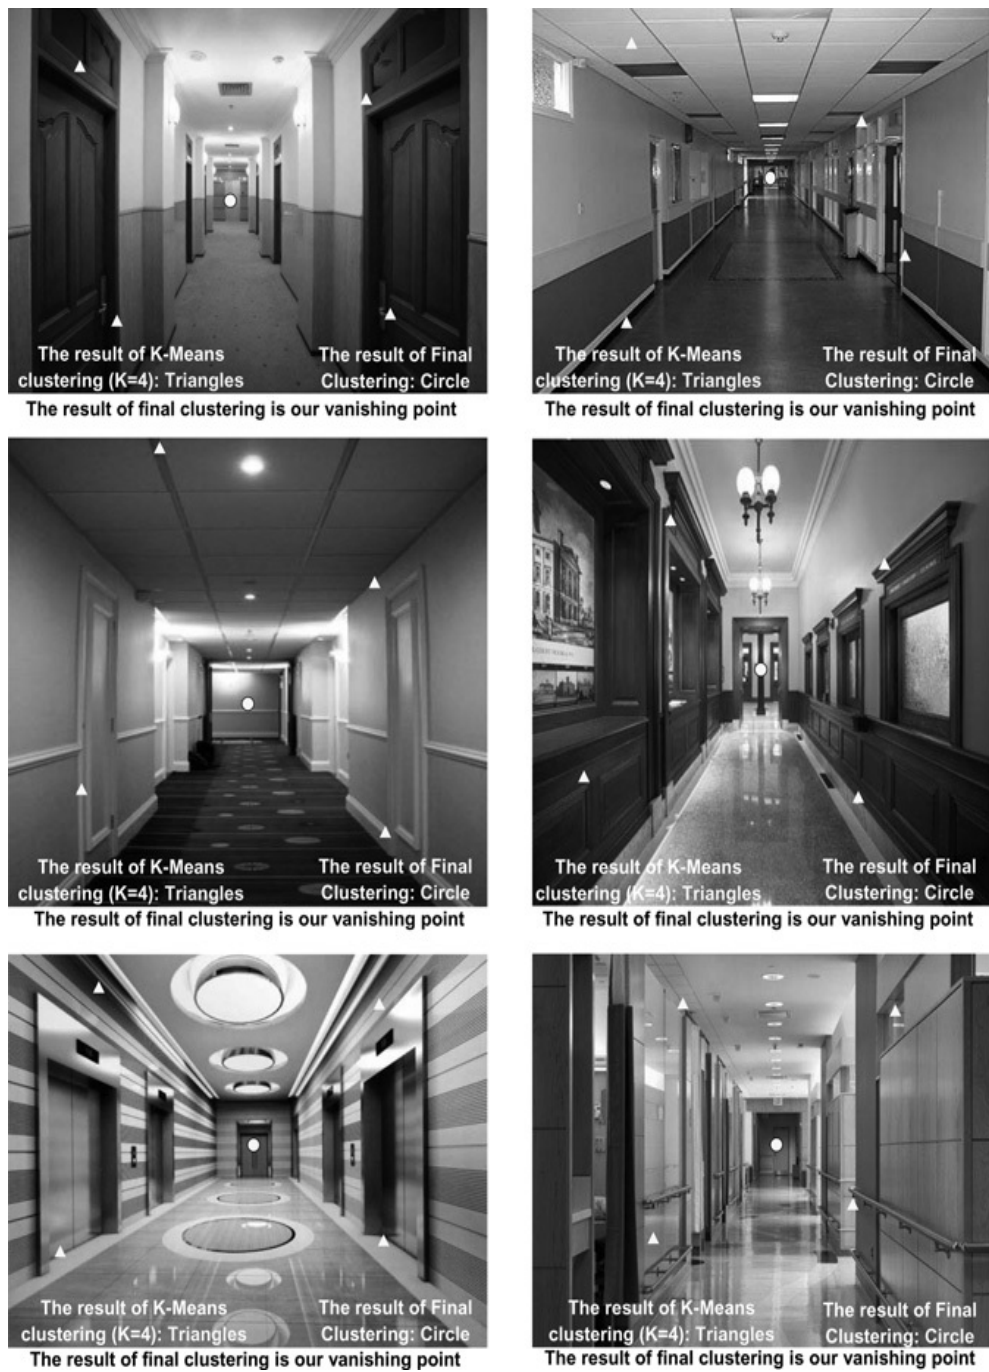 The result of K-Means
clustering (K=4): Triangles
The result of Final
Clustering: Circle
The result of final clustering is our vanishing point
The result of K-Means
clustering (K=4): Triangles
The result of Final
Clustering: Circle
The result of final clustering is our vanishing point
The result of K-Means
clustering (K=4): Triangles
The result of Final
Clustering: Circle
The result of final clustering is our vanishing point
The result of K-Means
clustering (K=4): Triangles
The result of Final
Clustering: Circle
The result of final clustering is our vanishing point
The result of K-Means
clustering (K=4): Triangles
The result of Final
Clustering: Circle
The result of final clustering is our vanishing point
The result of K-Means
clustering (K=4): Triangles
The result of Final
Clustering: Circle
The result of final clustering is our vanishing point